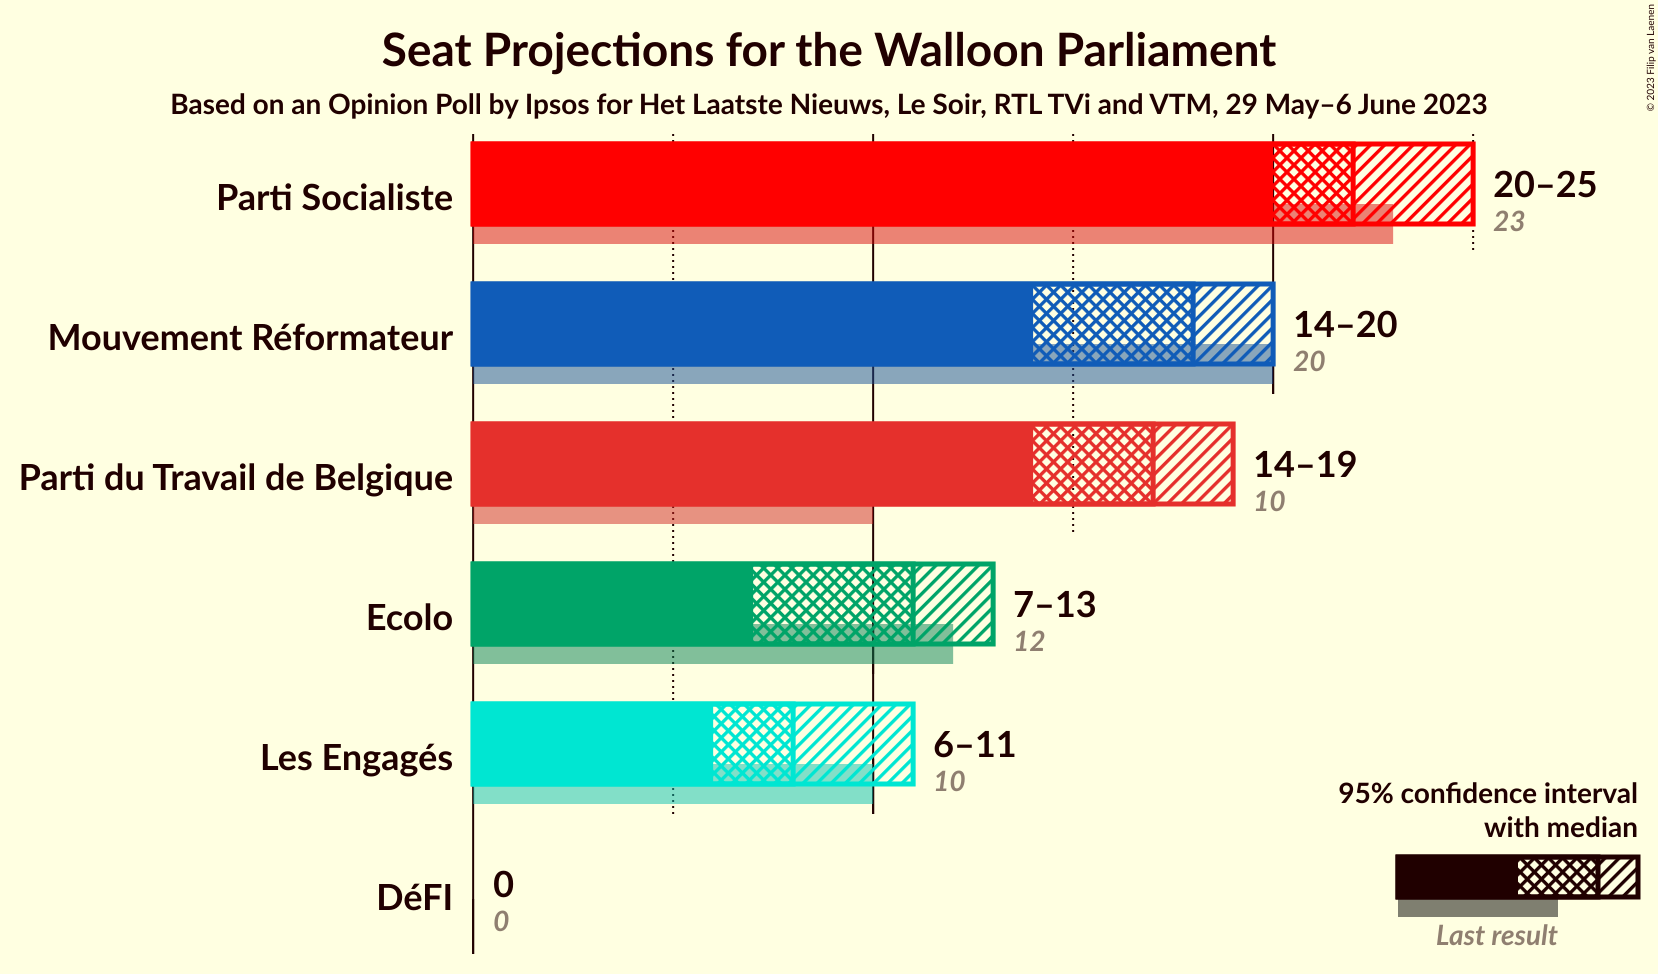 Seat Projections for the Walloon Parliament
Based on an Opinion Poll by Ipsos for Het Laatste Nieuws, Le Soir, RTL TVi and VTM, 29 May–6 June 2023
© 2023 Filip van Laenen
Parti Socialiste
20–25
23
Mouvement Réformateur
14–20
20
Parti du Travail de Belgique
14–19
10
Ecolo
7–13
12
Les Engagés
6–11
10
DéFI
0
0
95% confidence interval
with median
Last result